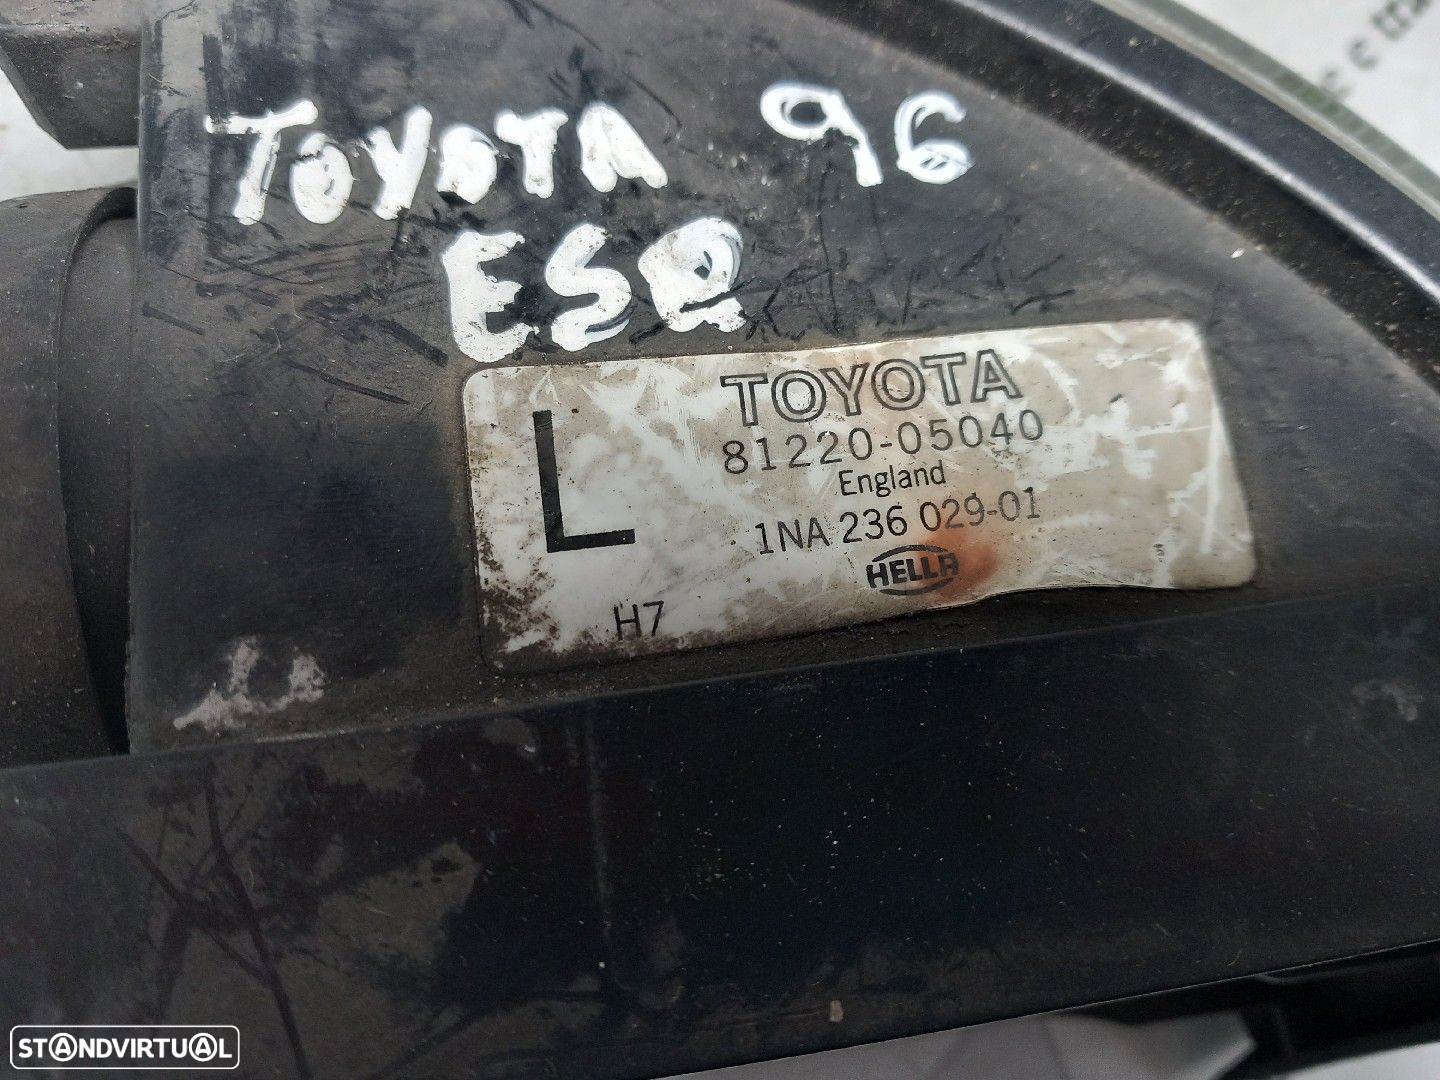 TOYOTA 96
ESQ
TOYOTA
81220-05040
England
1NA 236 029-01
HELLA
L
H7
STANDVIRTUAL